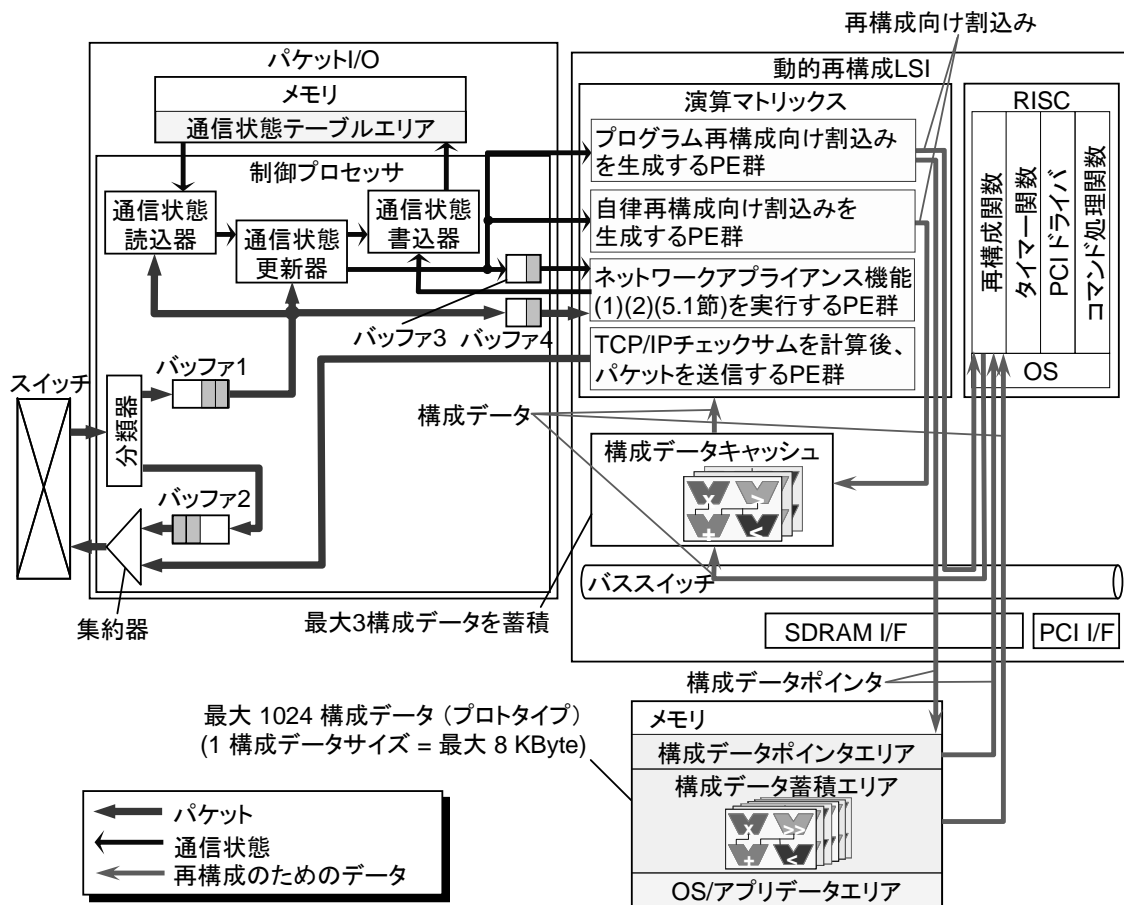 再構成向け割込み
パケットI/O
メモリ
通信状態テーブルエリア
制御プロセッサ
通信状態
読込器
通信状態
更新器
通信状態
書込器
バッファ3
バッファ4
バッファ1
スイッチ
分類器
バッファ2
集約器
動的再構成LSI
演算マトリックス
プログラム再構成向け割込み
を生成するPE群
自律再構成向け割込みを
生成するPE群
ネットワークアプライアンス機能
(1)(2)(5.1節)を実行するPE群
TCP/IPチェックサムを計算後、
パケットを送信するPE群
RISC
再構成関数
タイマー関数
PCIドライバ
コマンド処理関数
OS
構成データ
構成データキャッシュ
× >
+ <
バススイッチ
最大3構成データを蓄積
SDRAM I/F
PCI I/F
構成データポインタ
最大 1024 構成データ（プロトタイプ）
(1 構成データサイズ = 最大 8 KByte)
メモリ
構成データポインタエリア
構成データ蓄積エリア
× >>
+ <
OS/アプリデータエリア
パケット
通信状態
再構成のためのデータ